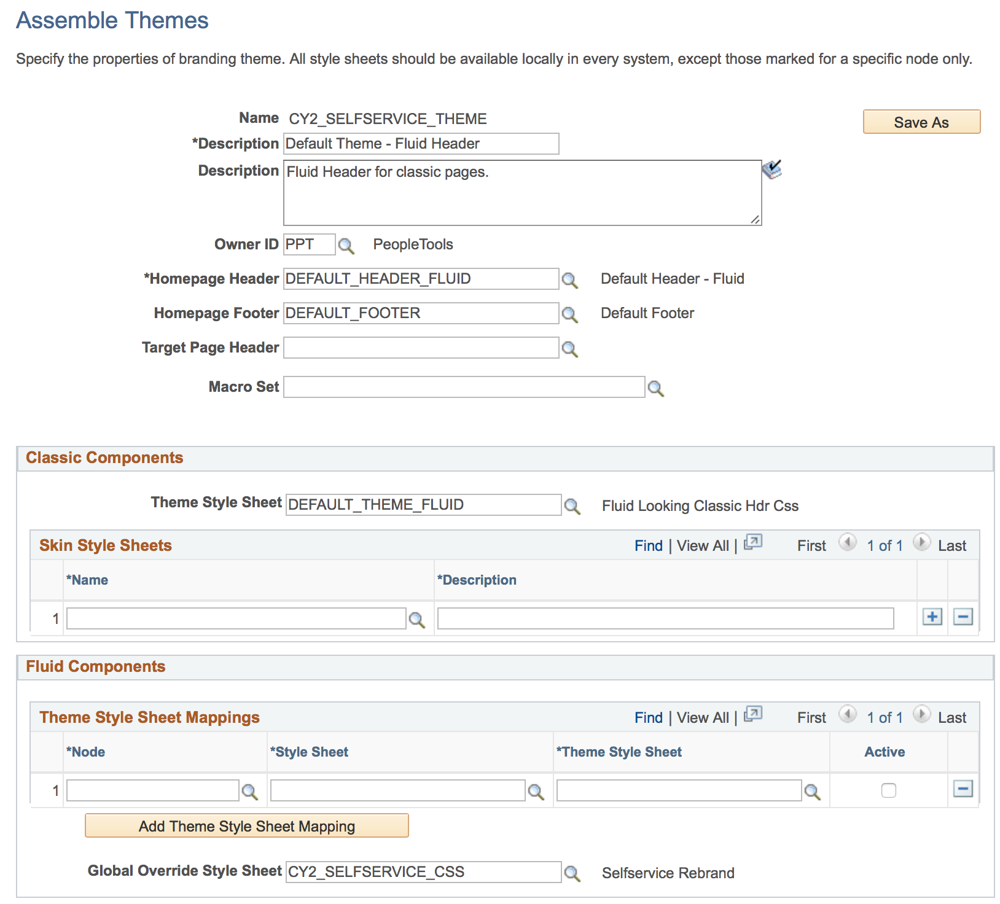 Assemble Themes
Specify the properties of branding theme. All style sheets should be available locally in every system, except those marked for a specific node only.
Name CY2_SELFSERVICE_THEME Save As
*Description Default Theme - Fluid Header
Description Fluid Header for classic pages.
Owner ID PPT PeopleTools
*Homepage Header DEFAULT_HEADER_FLUID Default Header - Fluid
Homepage Footer DEFAULT_FOOTER Default Footer
Target Page Header
Macro Set
Classic Components
Theme Style Sheet DEFAULT_THEME_FLUID Fluid Looking Classic Hdr Css
Skin Style Sheets Find | View All | First 1 of 1 Last
*Name *Description
1
Fluid Components
Theme Style Sheet Mappings Find | View All | First 1 of 1 Last
*Node *Style Sheet *Theme Style Sheet Active
1
Add Theme Style Sheet Mapping
Global Override Style Sheet CY2_SELFSERVICE_CSS Selfservice Rebrand